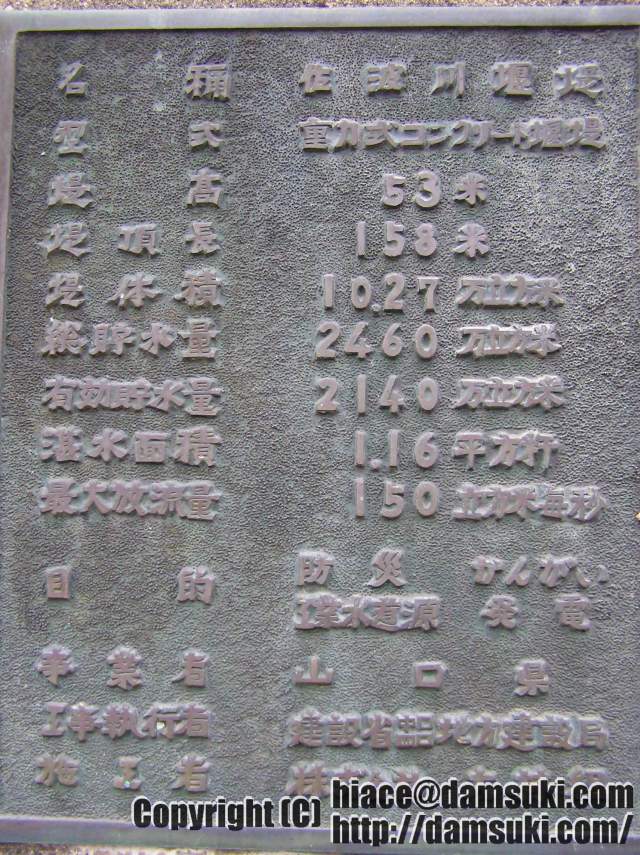 名称 佐波川堰堤
型式 重力式コンクリート堰堤
堤高 53米
堤頂長 158米
堤体積 10.27万立方米
総貯水量 2460万立方米
有効貯水量 2140万立方米
湛水面積 1.16平方粁
最大放流量 150立方米毎秒
目的 防災 かんがい
工業水道源 発電
事業者 山口県
工事執行者 建設省中国地方建設局
施工者 株式会社
Copyright (C) hiace@damsuki.com
http://damsuki.com/